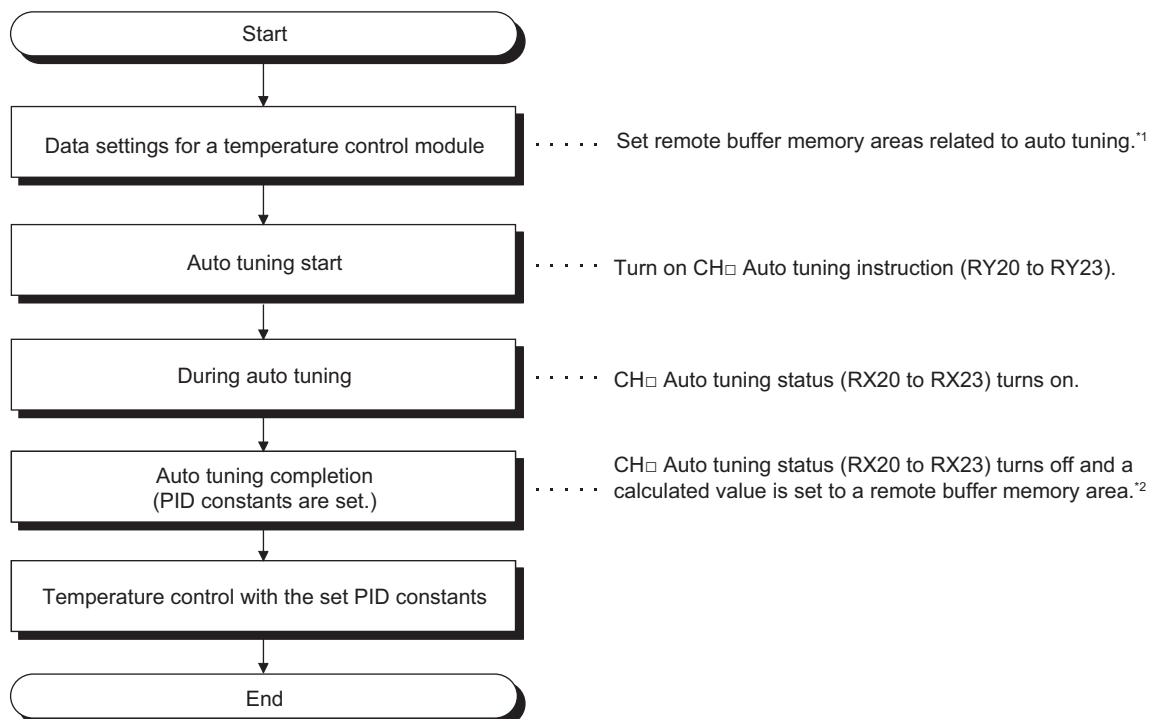 Start
Data settings for a temperature control module
· · · · · Set remote buffer memory areas related to auto tuning.*1
Auto tuning start
· · · · · Turn on CH□ Auto tuning instruction (RY20 to RY23).
During auto tuning
· · · · · CH□ Auto tuning status (RX20 to RX23) turns on.
Auto tuning completion
(PID constants are set.)
· · · · · CH□ Auto tuning status (RX20 to RX23) turns off and a
calculated value is set to a remote buffer memory area.*2
Temperature control with the set PID constants
End